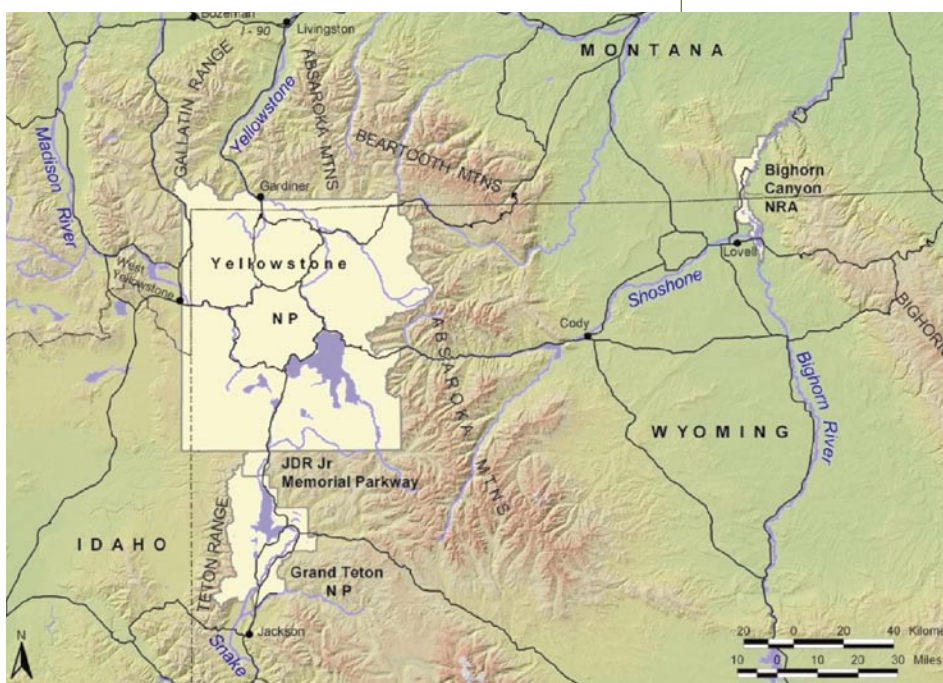 Bozeman
I - 90
Livingston
MONTANA
GALLATIN RANGE
ABSAROKA MTNS
Yellowstone
Madison River
BEARTOOTH MTNS
Gardiner
Bighorn
Canyon
NRA
Lovell
Yellowstone
NP
West
Yellowstone
Shoshone
Cody
BIGHORN
ABSAROKA MTNS
Bighorn River
WYOMING
JDR Jr
Memorial Parkway
IDAHO
TETON RANGE
Grand Teton
NP
Jackson
Snake
N
20 0 20 40
10 0 10 20 30 Miles